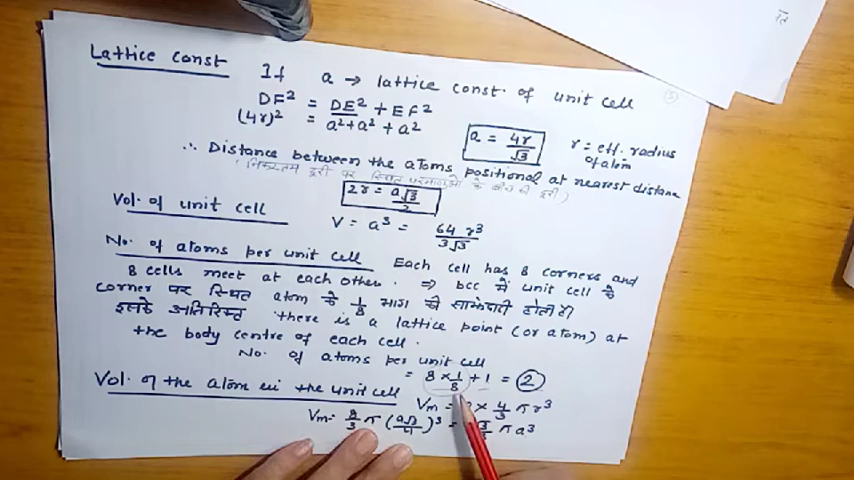 Lattice Const
If a → lattice const. of unit cell
DF² = DE² + EF²
(4r)² = a² + a² + a²
a = 4r/√3
r = eff. radius of atom
∴ Distance between the atoms positional at nearest distance
(निकटतम दूरी पर स्थित परमाणुओं के बीच की दूरी)
2r = a√3/2
Vol. of unit cell
V = a³ = 64 r³/3√3
No. of atoms per unit cell Each cell has 8 corners and
8 cells meet at each other. ⇒ bcc में unit cell के
corner पर स्थित atom के 1/8 भाग की साझेदारी होती है
इसके अतिरिक्त there is a lattice point (or atom) at
the body centre of each cell.
No. of atoms per unit cell
= 8 × 1/8 + 1 = 2
Vol. of the atom in the unit cell
Vm = × 4/3 π r³
Vm = 8/3 π (a√3/4)³ = π a³